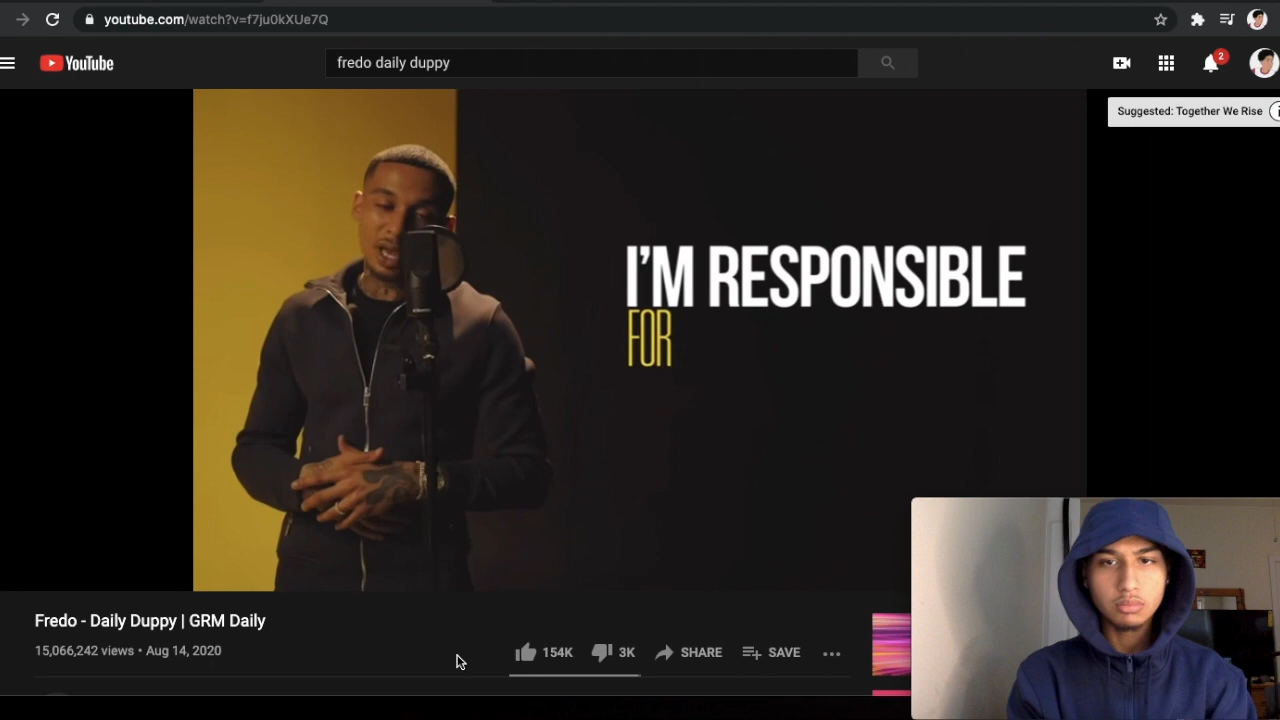 youtube.com/watch?v=f7ju0kXUe7Q
YouTube
fredo daily duppy
2
Suggested: Together We Rise
I'M RESPONSIBLE
FOR
Fredo - Daily Duppy | GRM Daily
15,066,242 views • Aug 14, 2020
154K 3K SHARE SAVE